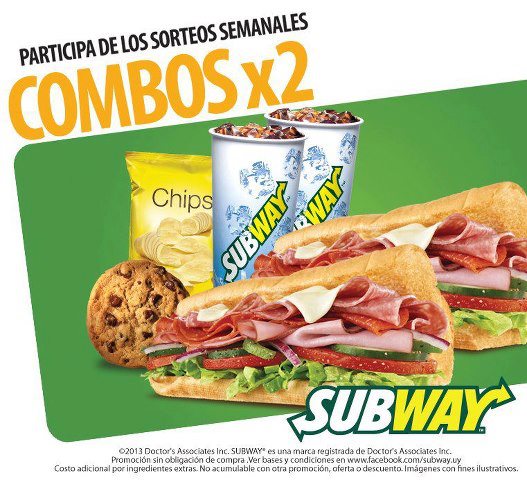 PARTICIPA DE LOS SORTEOS SEMANALES
COMBOS x2
Chips
SUBWAY
SUBWAY
SUBWAY
©2013 Doctor's Associates Inc. SUBWAY® es una marca registrada de Doctor's Associates Inc.
Promoción sin obligación de compra .Ver bases y condiciones en www.facebook.com/subway.uy
Costo adicional por ingredientes extras. No acumulable con otra promoción, oferta o descuento. Imágenes con fines ilustrativos.